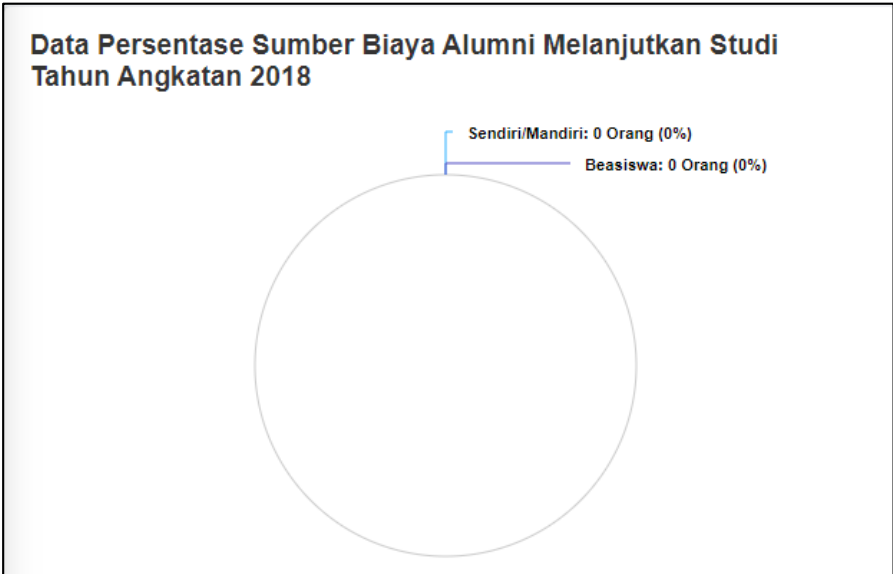 Data Persentase Sumber Biaya Alumni Melanjutkan Studi
Tahun Angkatan 2018
Sendiri/Mandiri: 0 Orang (0%)
Beasiswa: 0 Orang (0%)